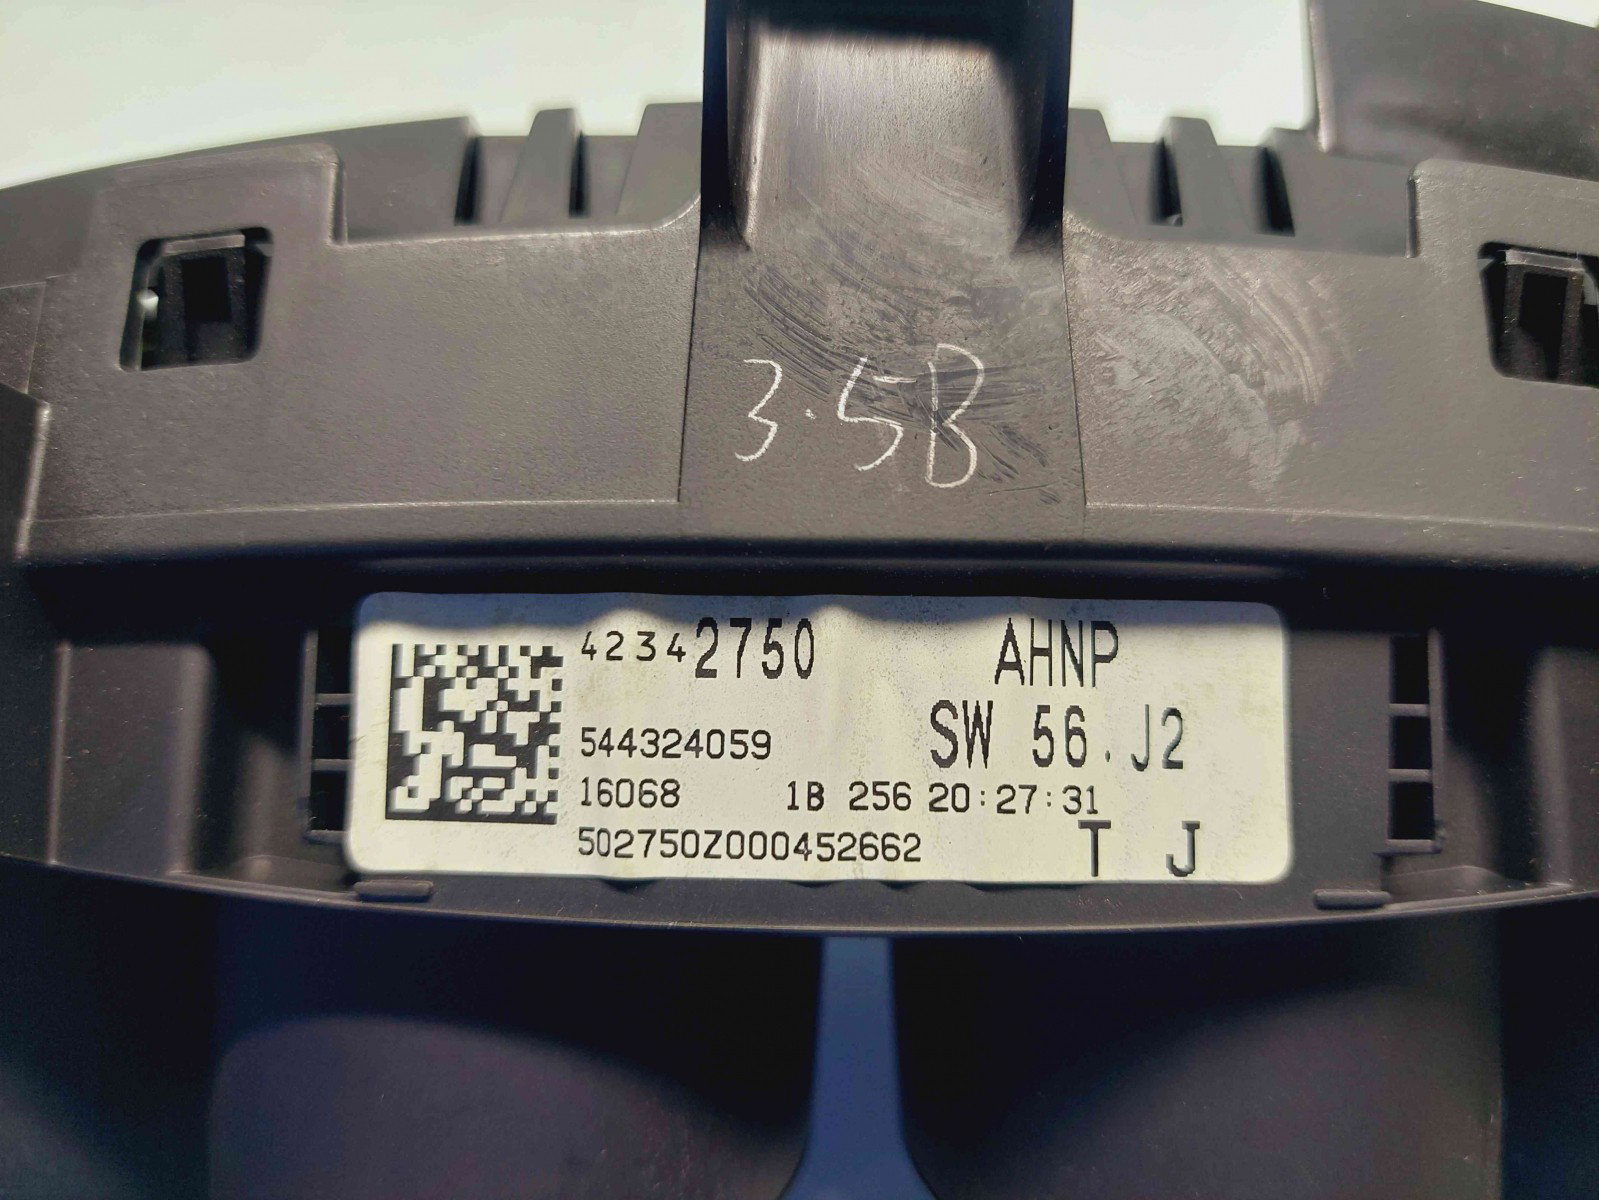 3.5B
42342750 AHNP
544324059 SW 56.J2
16068 1B 256 20:27:31
502750Z000452662 T J